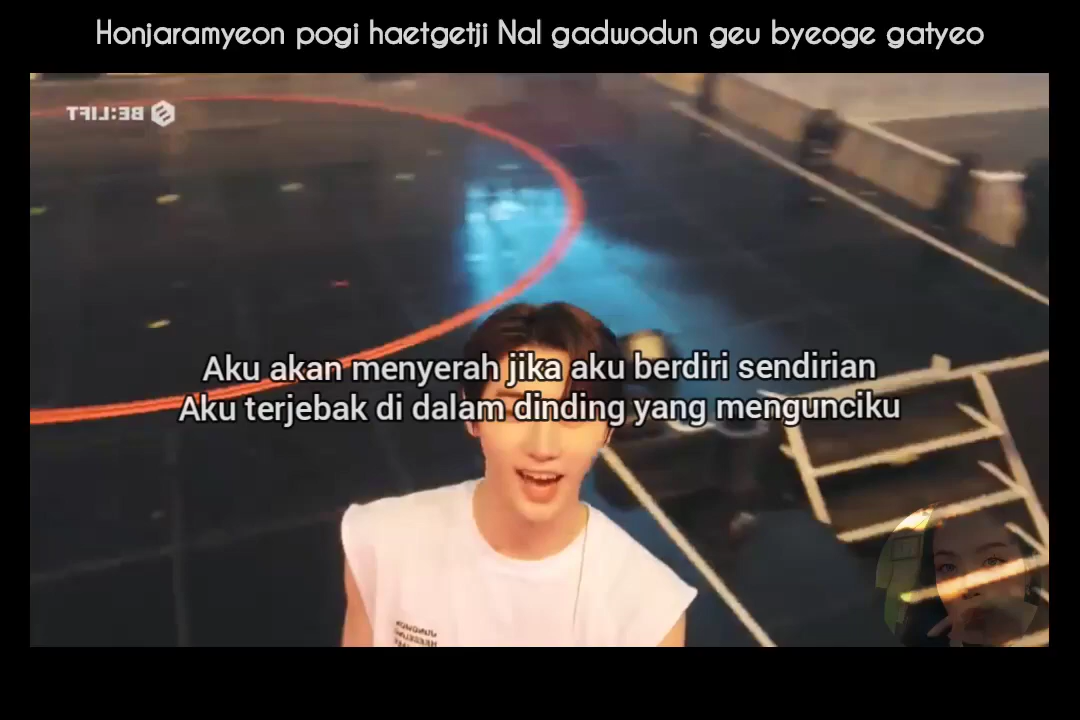 Honjaramyeon pogi haetgetji Nal gadwodun geu byeoge gatyeo
BE:LIFT
Aku akan menyerah jika aku berdiri sendirian
Aku terjebak di dalam dinding yang mengunciku